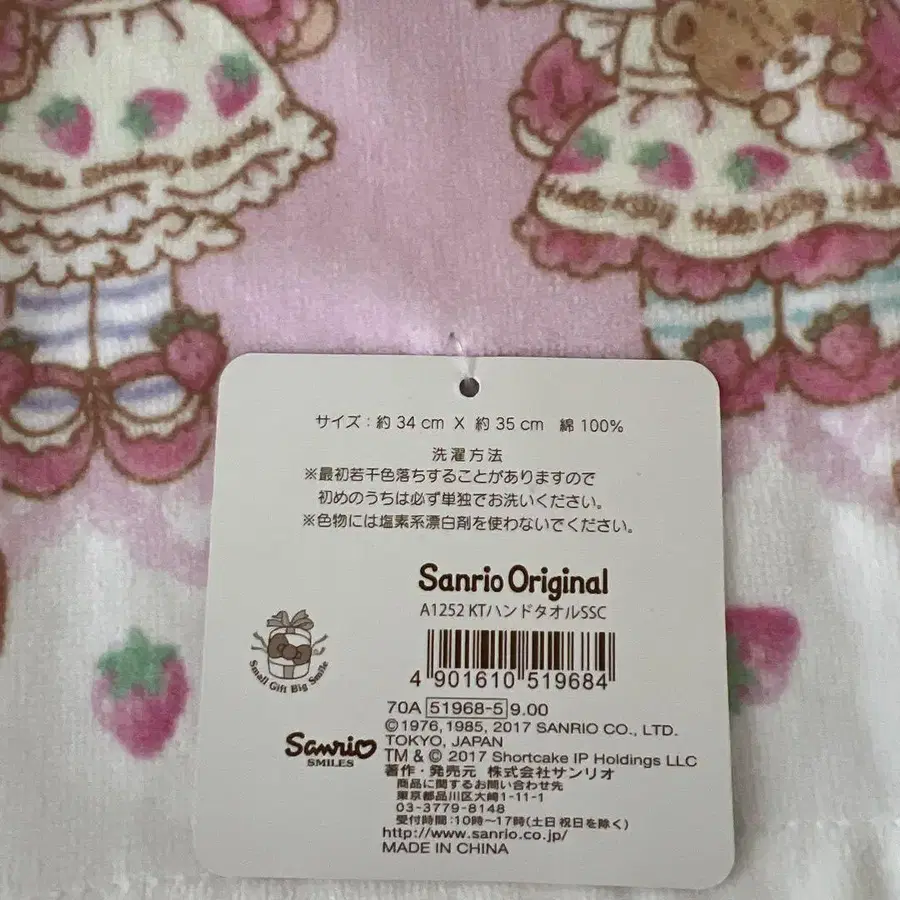 Strawberry Shortcake
Hello Kitty Hello Kitty Hello
サイズ：約 34 cm X 約 35 cm 綿 100%
洗濯方法
※最初若干色落ちすることがありますので
初めのうちは必ず単独でお洗いください。
※色物には塩素系漂白剤を使わないでください。
Sanrio Original
A1252 KTハンドタオルSSC
Small Gift Big Smile
4 901610 519684
70A 51968-5 9.00
©1976, 1985, 2017 SANRIO CO., LTD.
Sanrio
SMILES
TOKYO, JAPAN
TM & © 2017 Shortcake IP Holdings LLC
著作・発売元 株式会社サンリオ
商品に関するお問い合わせ先
東京都品川区大崎1-11-1
03-3779-8148
受付時間：10時〜17時(土日祝日を除く)
http://www.sanrio.co.jp/
MADE IN CHINA